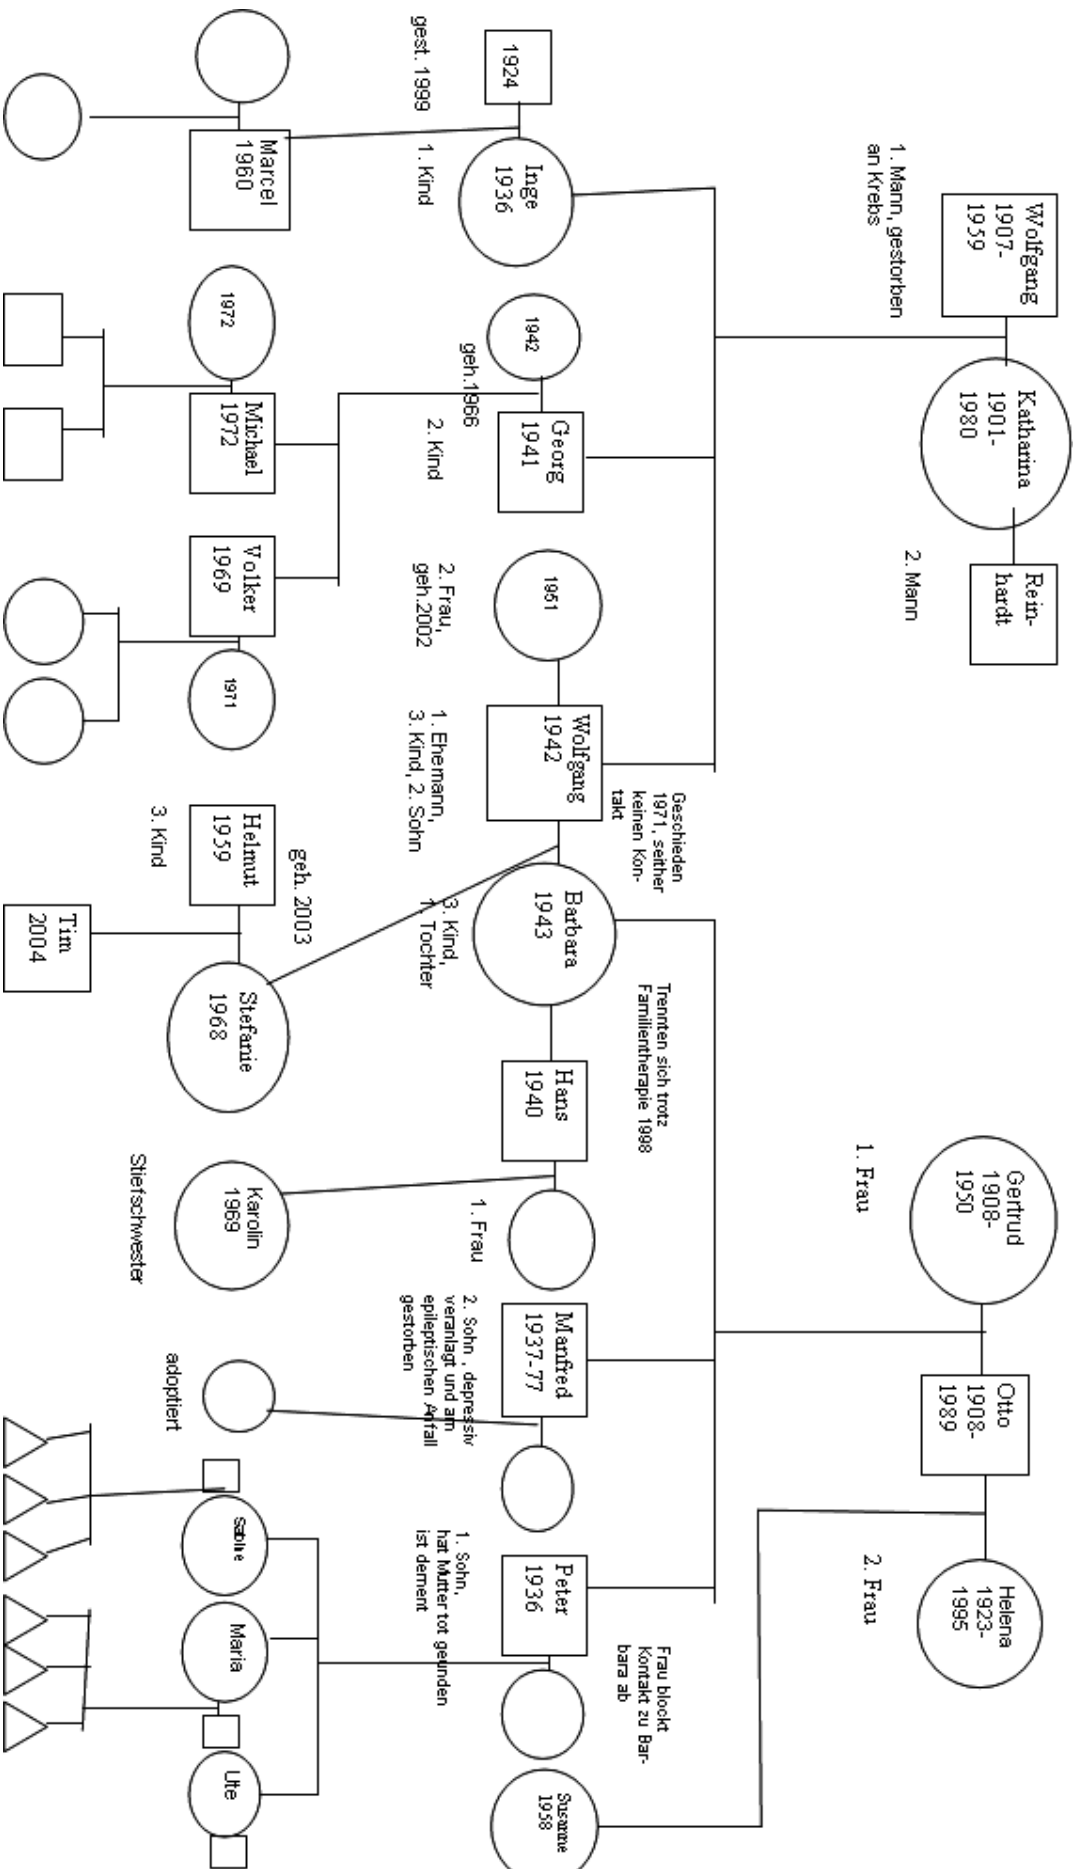 Wolfgang
1907-
1959
1. Mann, gestorben
an Krebs
Katharina
1901-
1980
Rein-
hardt
2. Mann
Gertrud
1908-
1950
1. Frau
Otto
1908-
1989
Helena
1923-
1995
2. Frau
1924
gest. 1999
Inge
1936
1. Kind
1942
geh.1966
Georg
1941
2. Kind
1951
2. Frau,
geh.2002
Wolfgang
1942
1. Ehemann,
3. Kind, 2. Sohn
Geschieden
1971, seither
keinen Kon-
takt
Barbara
1943
3. Kind,
1. Tochter
Trennten sich trotz
Familientherapie 1998
Hans
1940
1. Frau
Manfred
1937-77
2. Sohn , depressiv
veranlagt und am
epileptischen Anfall
gestorben
Peter
1936
1. Sohn,
hat Mutter tot geunden
ist dement
Frau blockt
Kontakt zu Bar-
bara ab
Susanne
1958
Marcel
1960
1972
Michael
1972
Volker
1969
1971
Helmut
1959
3. Kind
geh. 2003
Stefanie
1968
Karolin
1969
Stiefschwester
adoptiert
Sabine
Maria
Ute
Tim
2004